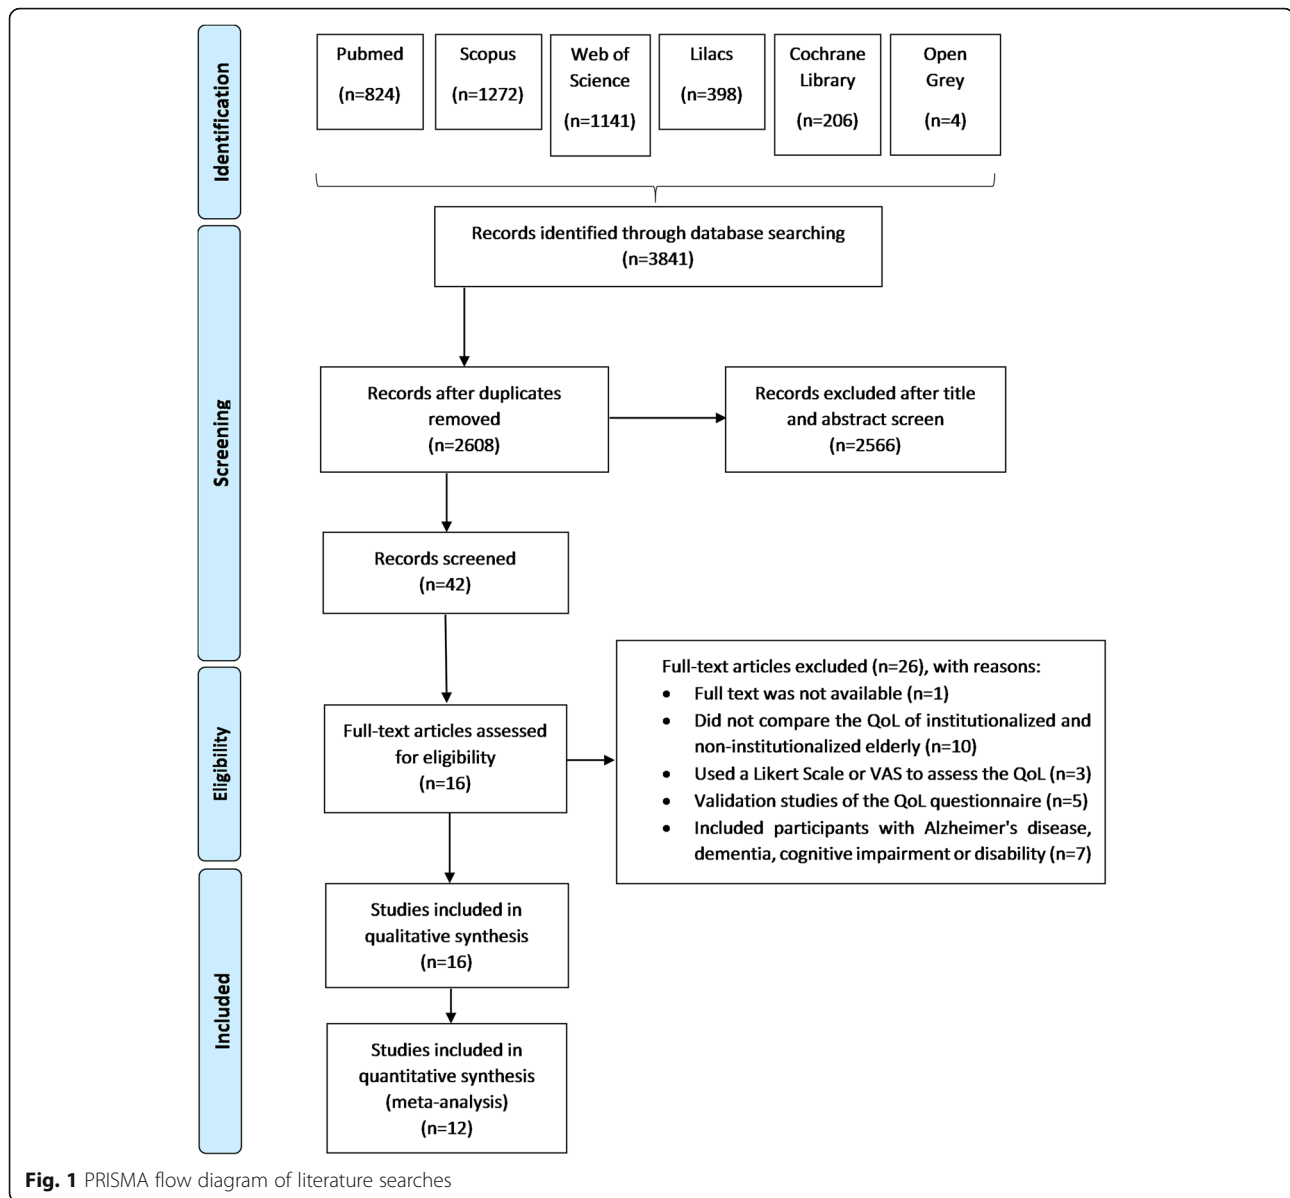 Identification
Pubmed
(n=824)
Scopus
(n=1272)
Web of
Science
(n=1141)
Lilacs
(n=398)
Cochrane
Library
(n=206)
Open
Grey
(n=4)
Records identified through database searching
(n=3841)
Screening
Records after duplicates
removed
(n=2608)
Records excluded after title
and abstract screen
(n=2566)
Records screened
(n=42)
Eligibility
Full-text articles assessed
for eligibility
(n=16)
Full-text articles excluded (n=26), with reasons:
• Full text was not available (n=1)
• Did not compare the QoL of institutionalized and
non-institutionalized elderly (n=10)
• Used a Likert Scale or VAS to assess the QoL (n=3)
• Validation studies of the QoL questionnaire (n=5)
• Included participants with Alzheimer's disease,
dementia, cognitive impairment or disability (n=7)
Included
Studies included in
qualitative synthesis
(n=16)
Studies included in
quantitative synthesis
(meta-analysis)
(n=12)
Fig. 1 PRISMA flow diagram of literature searches